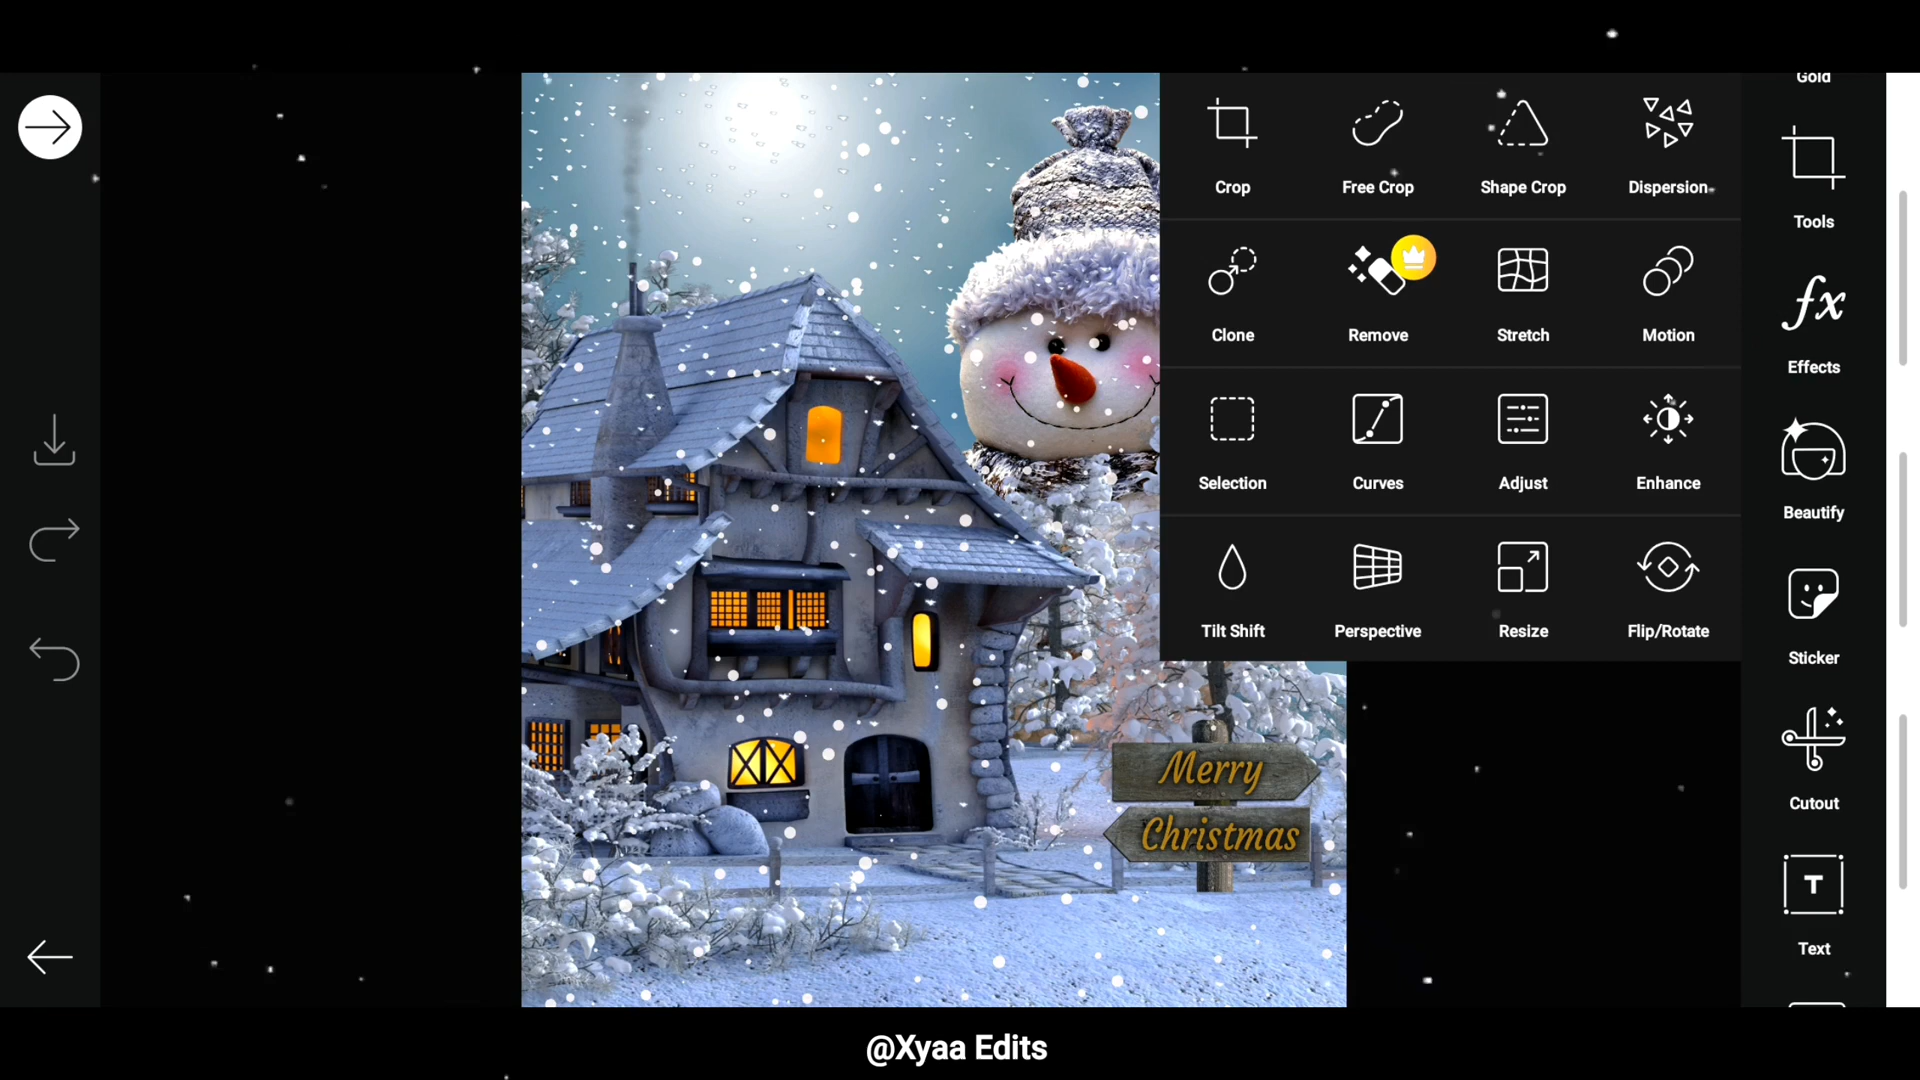 Gold
Crop
Free Crop
Shape Crop
Dispersion
Tools
Clone
Remove
Stretch
Motion
fx
Effects
Selection
Curves
Adjust
Enhance
Beautify
Tilt Shift
Perspective
Resize
Flip/Rotate
Sticker
Merry
Christmas
Cutout
T
Text
@Xyaa Edits